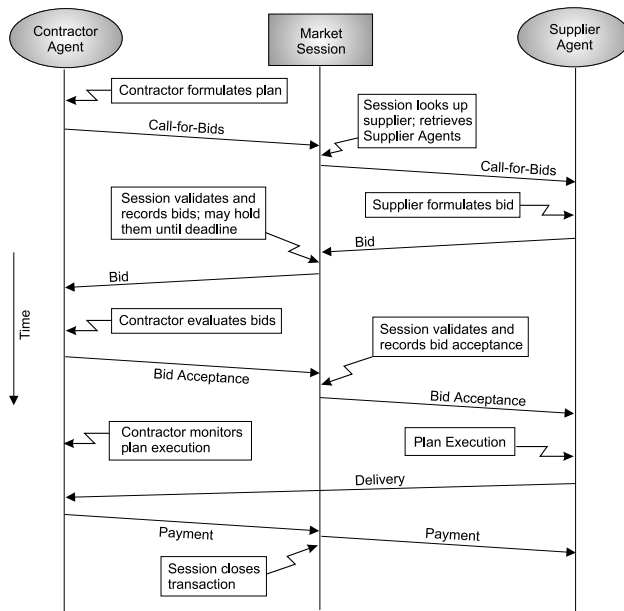 Contractor
Agent
Market
Session
Supplier
Agent
Contractor formulates plan
Session looks up
supplier; retrieves
Supplier Agents
Call-for-Bids
Call-for-Bids
Session validates and
records bids; may hold
them until deadline
Supplier formulates bid
Bid
Bid
Time
Contractor evaluates bids
Session validates and
records bid acceptance
Bid Acceptance
Bid Acceptance
Contractor monitors
plan execution
Plan Execution
Delivery
Payment
Payment
Session closes
transaction